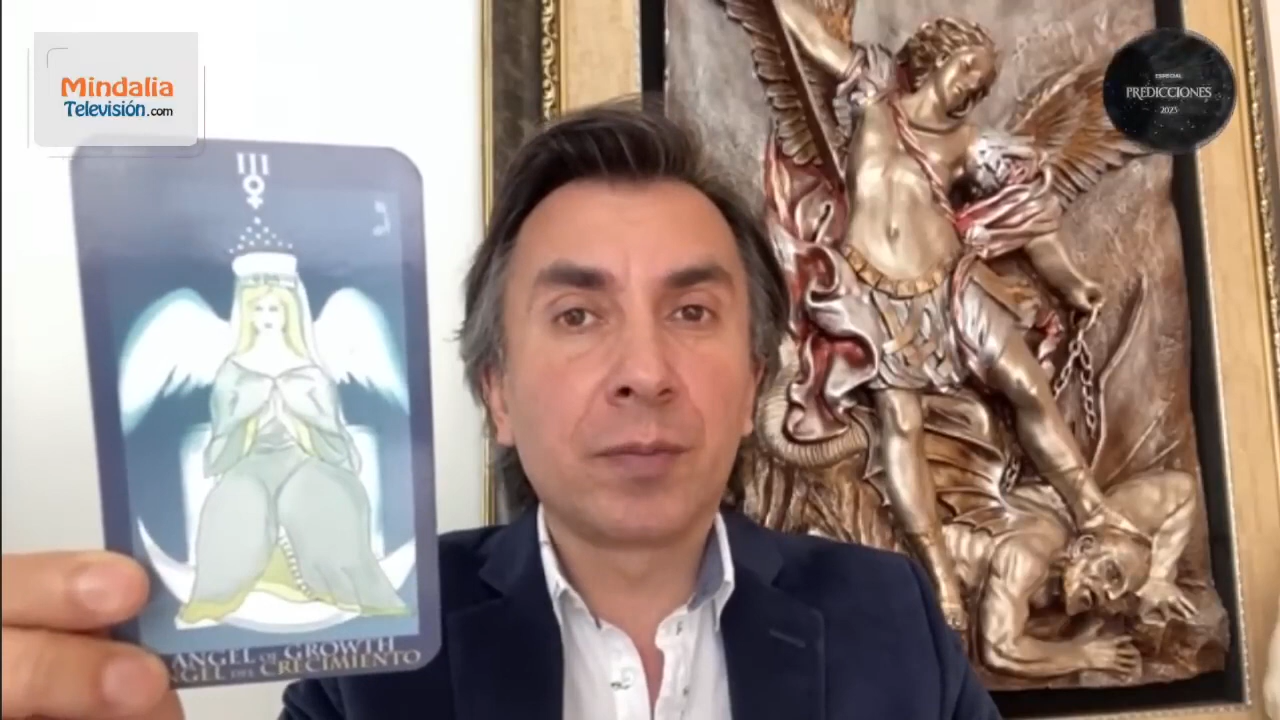 Mindalia
Televisión.com
ESPECIAL
PREDICCIONES
2025
III
ANGEL OF GROWTH
ANGEL DEL CRECIMIENTO